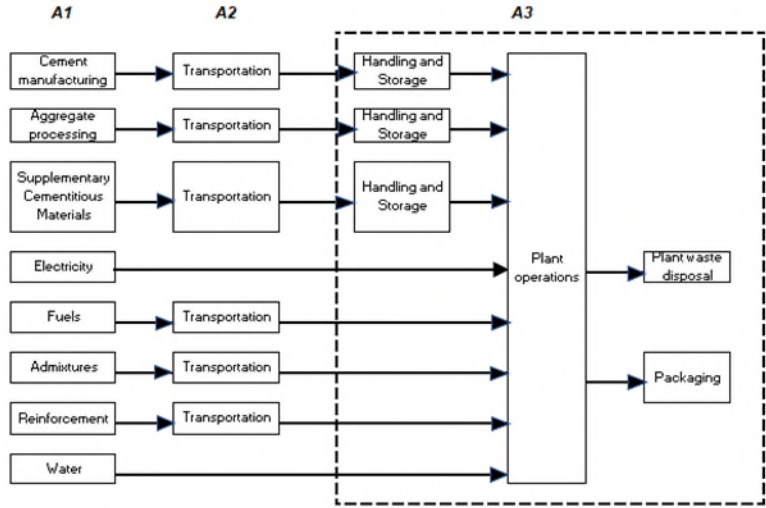 A1 A2 A3
Cement
manufacturing
Transportation
Handling and
Storage
Aggregate
processing
Transportation
Handling and
Storage
Supplementary
Cementitious
Materials
Transportation
Handling and
Storage
Electricity
Plant
operations
Plant waste
disposal
Fuels
Transportation
Admixtures
Transportation
Packaging
Reinforcement
Transportation
Water